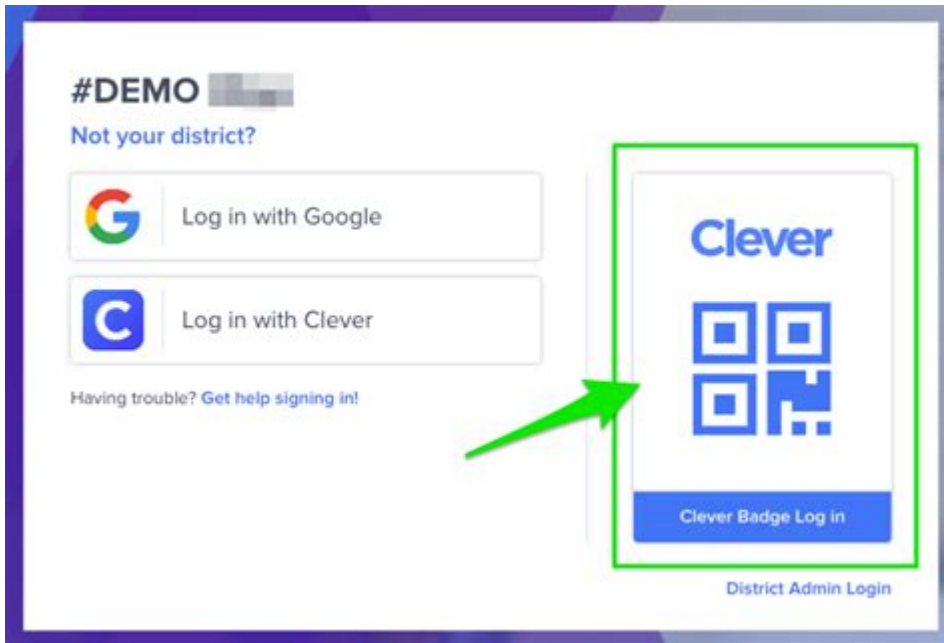 #DEMO
Not your district?
Log in with Google
C
Log in with Clever
Having trouble? Get help signing in!
Clever
Clever Badge Log in
District Admin Login